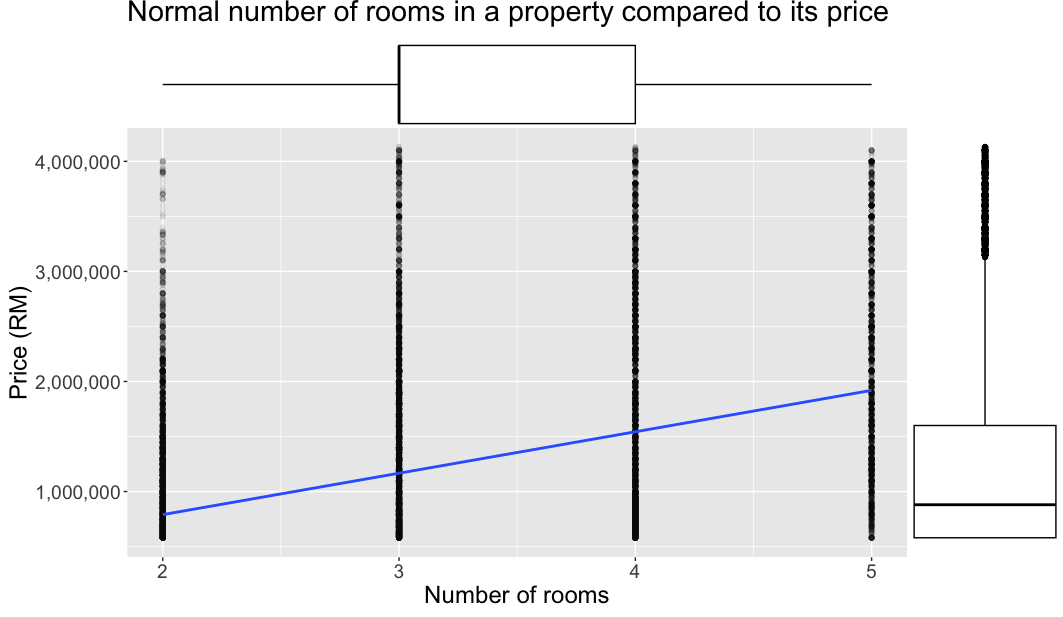 Normal number of rooms in a property compared to its price
4,000,000
3,000,000
2,000,000
1,000,000
Price (RM)
2 3 4 5
Number of rooms